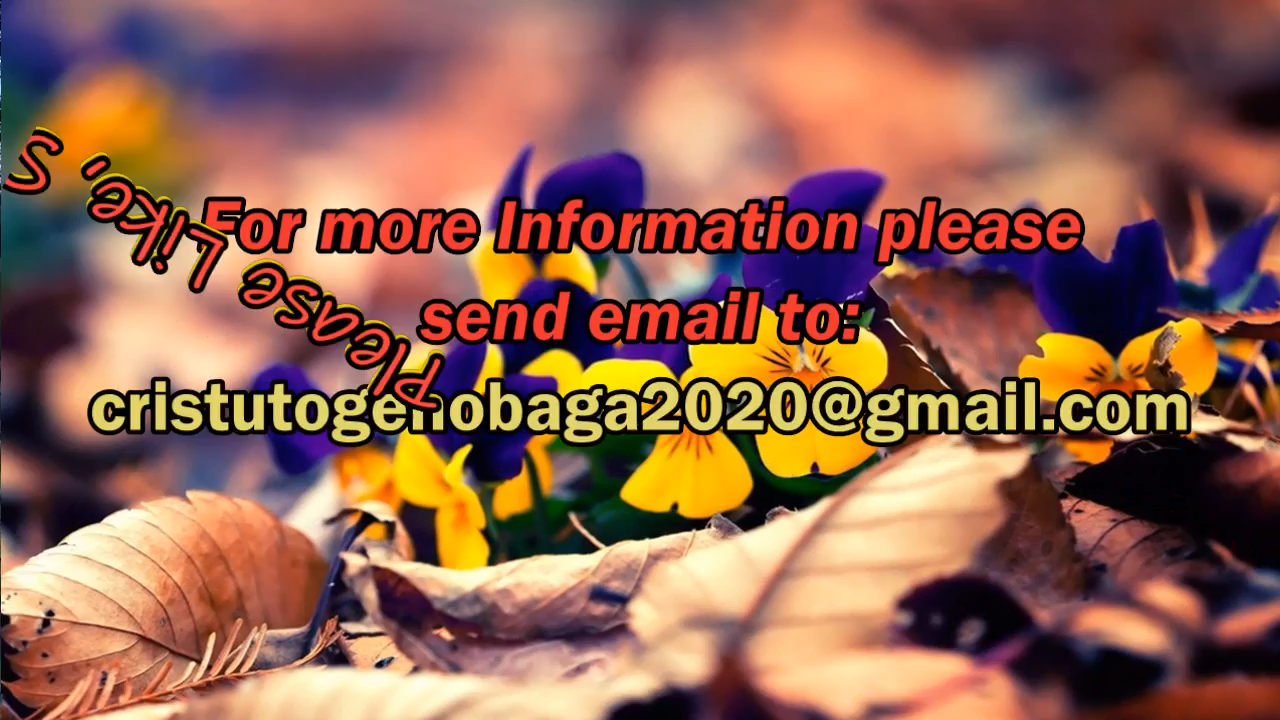 For more Information please
send email to:
cristutogenobaga2020@gmail.com
Please Like, S